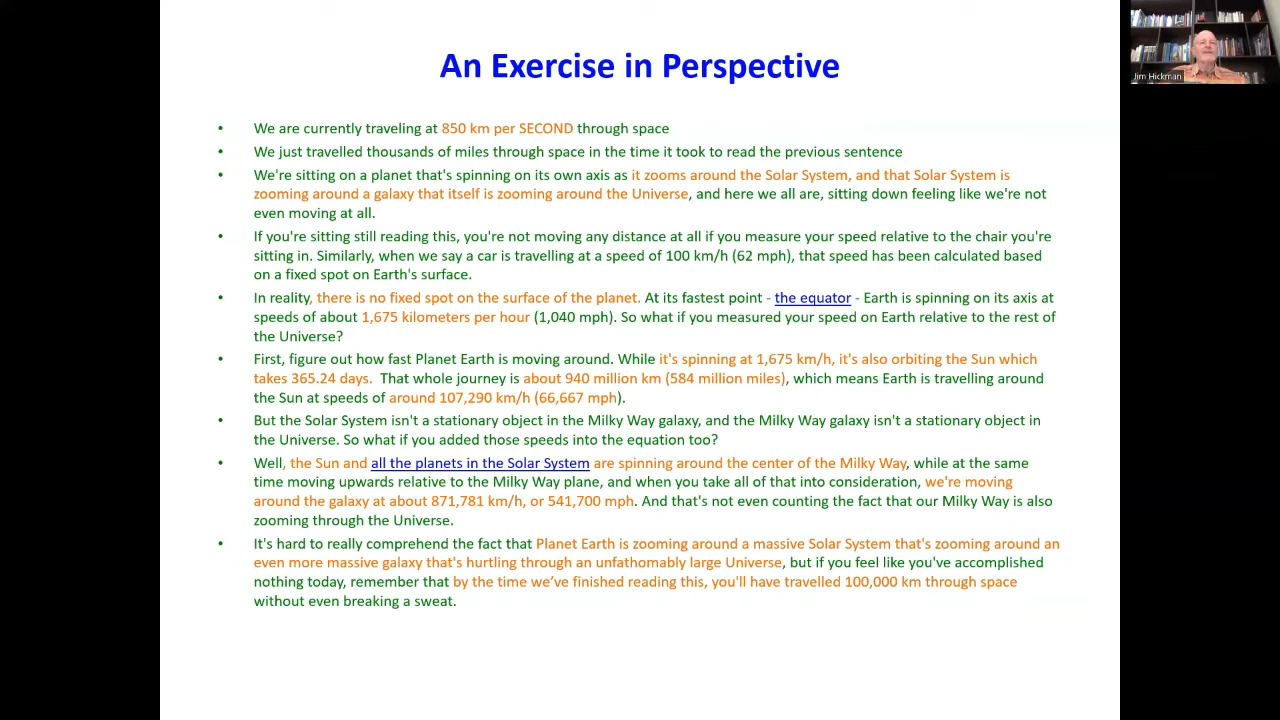 An Exercise in Perspective
Jim Hickman
• We are currently traveling at 850 km per SECOND through space
• We just travelled thousands of miles through space in the time it took to read the previous sentence
• We're sitting on a planet that's spinning on its own axis as it zooms around the Solar System, and that Solar System is
zooming around a galaxy that itself is zooming around the Universe, and here we all are, sitting down feeling like we're not
even moving at all.
• If you're sitting still reading this, you're not moving any distance at all if you measure your speed relative to the chair you're
sitting in. Similarly, when we say a car is travelling at a speed of 100 km/h (62 mph), that speed has been calculated based
on a fixed spot on Earth's surface.
• In reality, there is no fixed spot on the surface of the planet. At its fastest point - the equator - Earth is spinning on its axis at
speeds of about 1,675 kilometers per hour (1,040 mph). So what if you measured your speed on Earth relative to the rest of
the Universe?
• First, figure out how fast Planet Earth is moving around. While it's spinning at 1,675 km/h, it's also orbiting the Sun which
takes 365.24 days. That whole journey is about 940 million km (584 million miles), which means Earth is travelling around
the Sun at speeds of around 107,290 km/h (66,667 mph).
• But the Solar System isn't a stationary object in the Milky Way galaxy, and the Milky Way galaxy isn't a stationary object in
the Universe. So what if you added those speeds into the equation too?
• Well, the Sun and all the planets in the Solar System are spinning around the center of the Milky Way, while at the same
time moving upwards relative to the Milky Way plane, and when you take all of that into consideration, we're moving
around the galaxy at about 871,781 km/h, or 541,700 mph. And that's not even counting the fact that our Milky Way is also
zooming through the Universe.
• It's hard to really comprehend the fact that Planet Earth is zooming around a massive Solar System that's zooming around an
even more massive galaxy that's hurtling through an unfathomably large Universe, but if you feel like you've accomplished
nothing today, remember that by the time we’ve finished reading this, you'll have travelled 100,000 km through space
without even breaking a sweat.